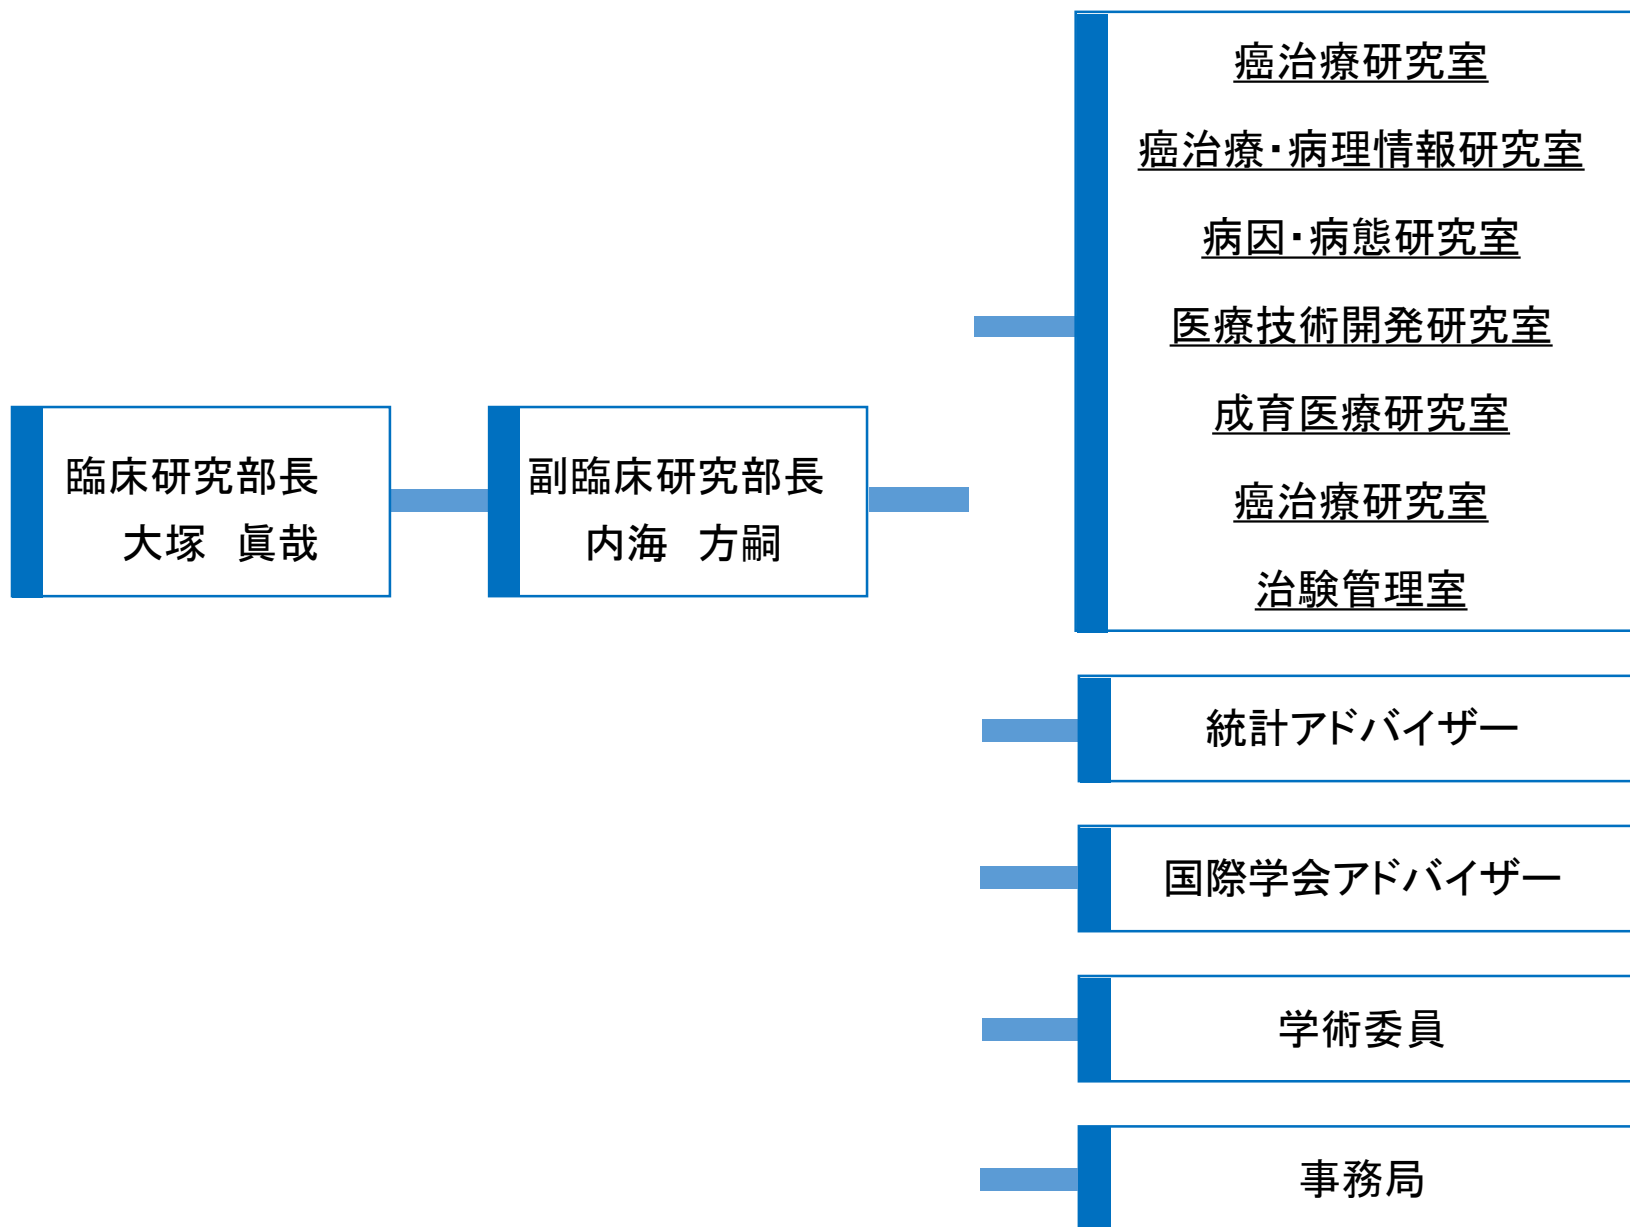 臨床研究部長
大塚　眞哉
副臨床研究部長
内海　方嗣
癌治療研究室
癌治療・病理情報研究室
病因・病態研究室
医療技術開発研究室
成育医療研究室
癌治療研究室
治験管理室
統計アドバイザー
国際学会アドバイザー
学術委員
事務局